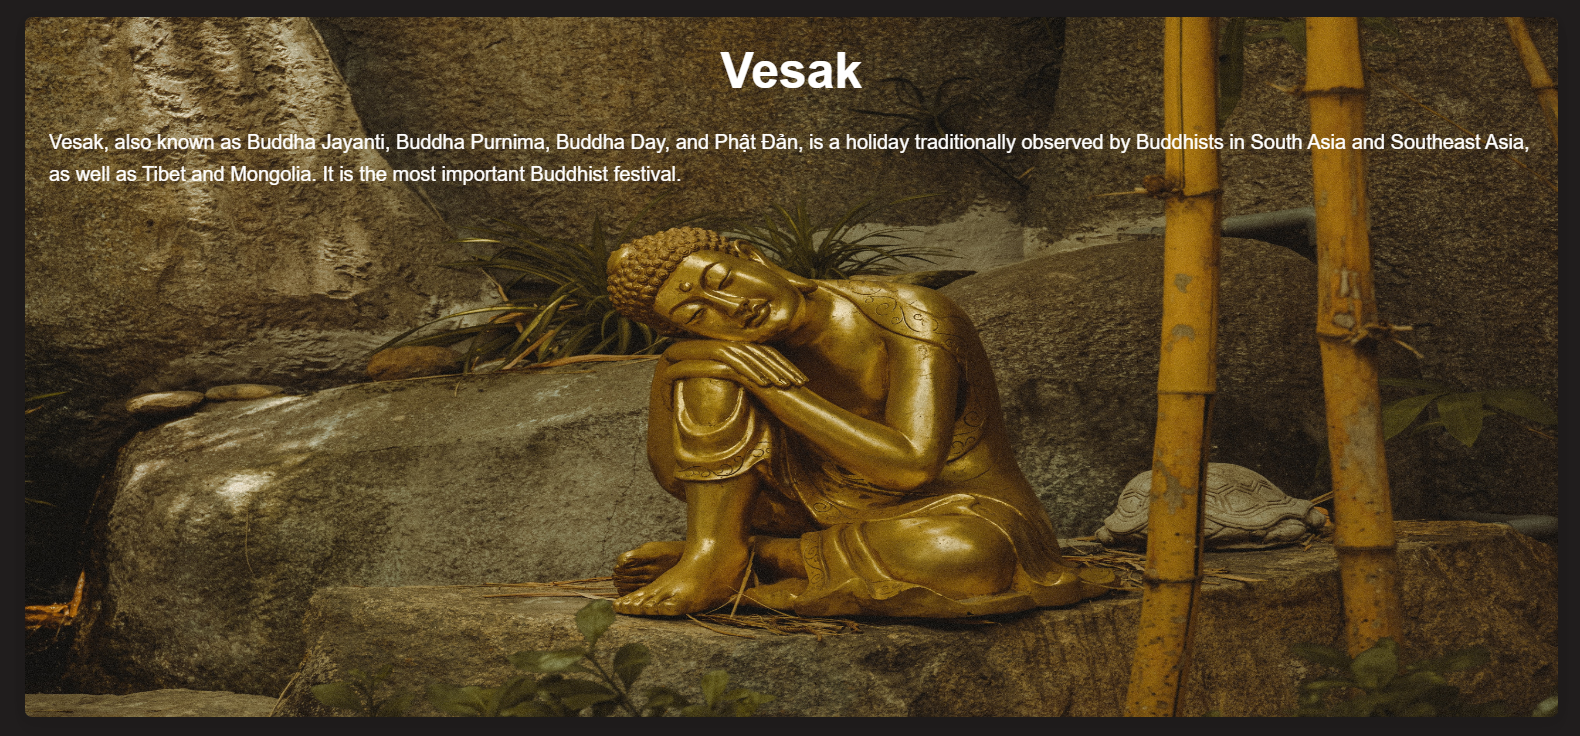 Vesak
Vesak, also known as Buddha Jayanti, Buddha Purnima, Buddha Day, and Phật Đản, is a holiday traditionally observed by Buddhists in South Asia and Southeast Asia,
as well as Tibet and Mongolia. It is the most important Buddhist festival.